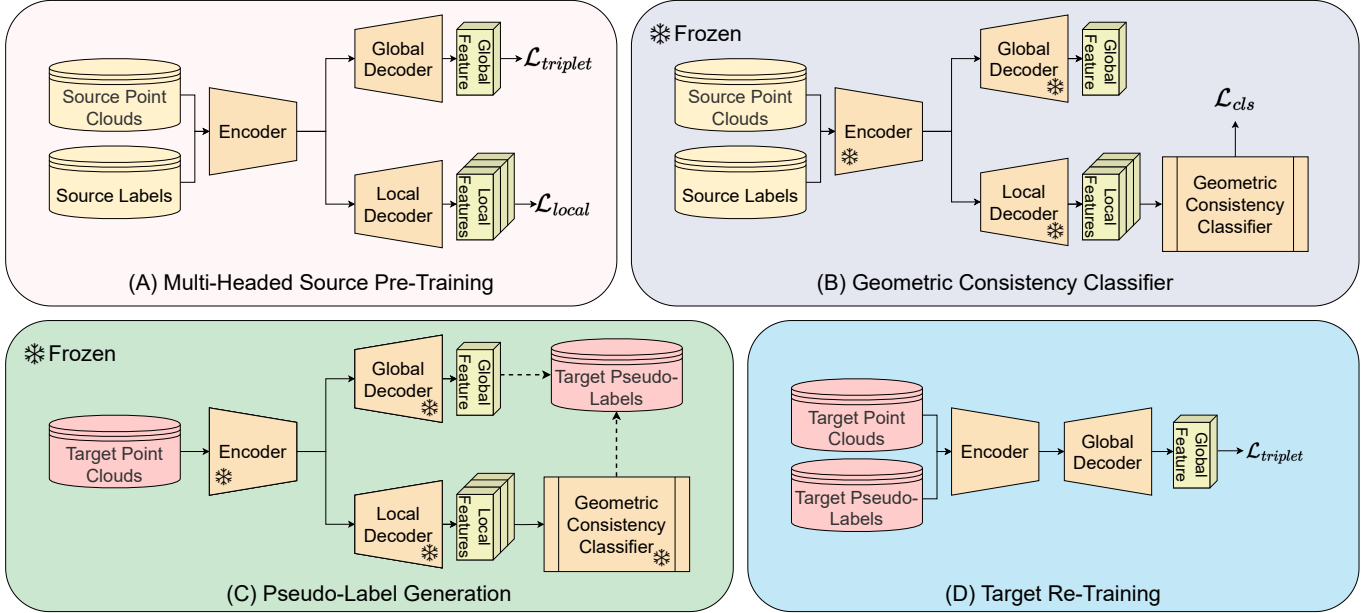 Source Point
Clouds
Source Labels
Encoder
Global
Decoder
Global
Feature
ℒtriplet
Local
Decoder
Local
Features
ℒlocal
(A) Multi-Headed Source Pre-Training
Frozen
Source Point
Clouds
Source Labels
Encoder
Global
Decoder
Global
Feature
Local
Decoder
Local
Features
ℒcls
Geometric
Consistency
Classifier
(B) Geometric Consistency Classifier
Frozen
Target Point
Clouds
Encoder
Global
Decoder
Global
Feature
Target Pseudo-
Labels
Local
Decoder
Local
Features
Geometric
Consistency
Classifier
(C) Pseudo-Label Generation
Target Point
Clouds
Target Pseudo-
Labels
Encoder
Global
Decoder
Global
Feature
ℒtriplet
(D) Target Re-Training